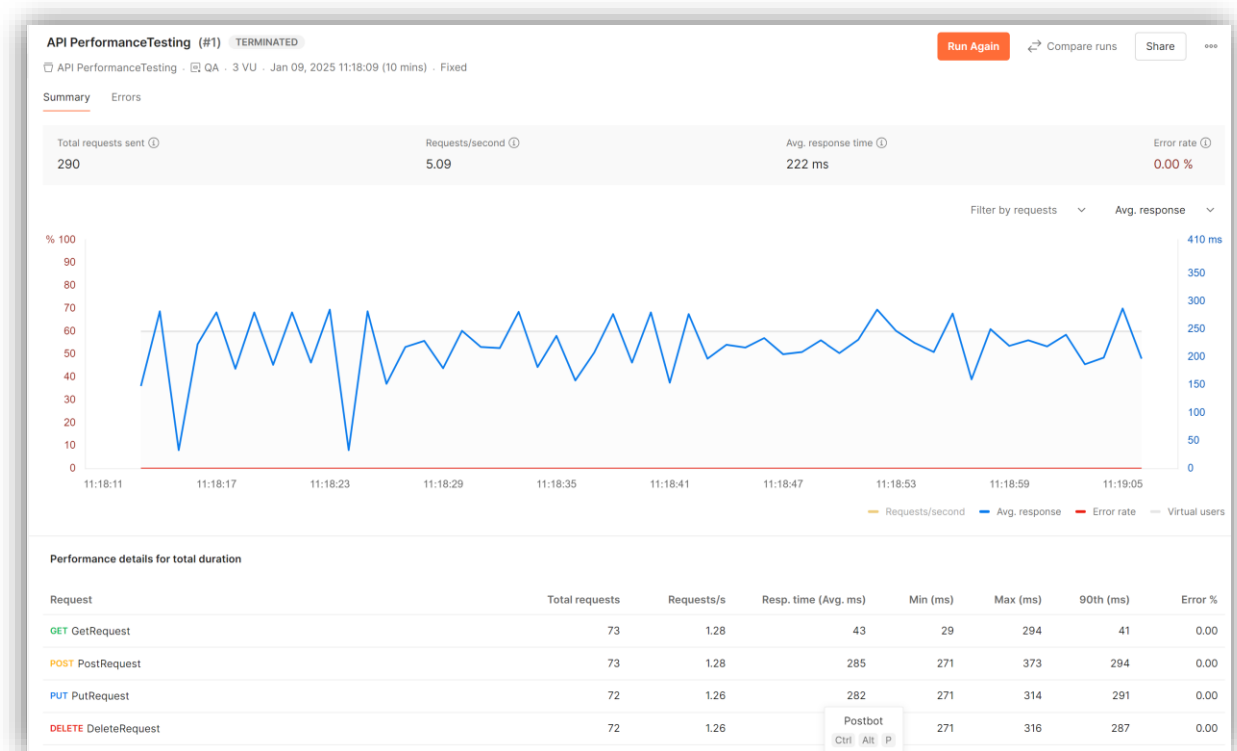 API PerformanceTesting (#1) TERMINATED
Run Again Compare runs Share
API PerformanceTesting · QA · 3 VU · Jan 09, 2025 11:18:09 (10 mins) · Fixed
Summary Errors
Total requests sent Requests/second Avg. response time Error rate
290 5.09 222 ms 0.00 %
Filter by requests Avg. response
% 100 410 ms
90
80 350
70 300
60 250
50 200
40 150
30
20 100
10 50
0 0
11:18:11 11:18:17 11:18:23 11:18:29 11:18:35 11:18:41 11:18:47 11:18:53 11:18:59 11:19:05
Requests/second Avg. response Error rate Virtual users
Performance details for total duration
Request Total requests Requests/s Resp. time (Avg. ms) Min (ms) Max (ms) 90th (ms) Error %
GET GetRequest 73 1.28 43 29 294 41 0.00
POST PostRequest 73 1.28 285 271 373 294 0.00
PUT PutRequest 72 1.26 282 271 314 291 0.00
DELETE DeleteRequest 72 1.26 271 316 287 0.00
Postbot
Ctrl Alt P